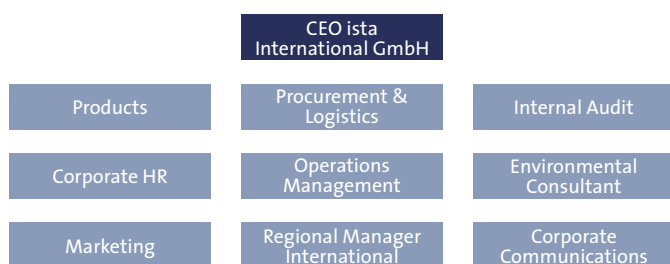 CEO ista
International GmbH
Products
Procurement &
Logistics
Internal Audit
Corporate HR
Operations
Management
Environmental
Consultant
Marketing
Regional Manager
International
Corporate
Communications